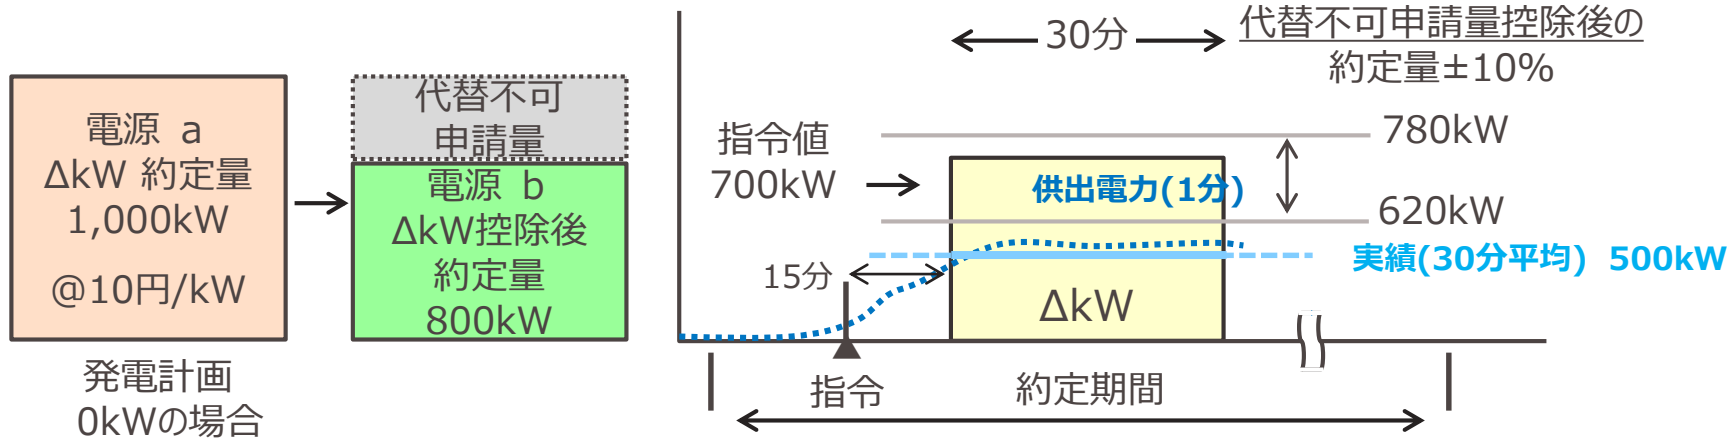 電源 a
ΔkW 約定量
1,000kW
@10円/kW
発電計画
0kWの場合
代替不可
申請量
電源 b
ΔkW控除後
約定量
800kW
30分
代替不可申請量控除後の
約定量±10%
指令値
700kW
780kW
供出電力(1分)
620kW
実績(30分平均) 500kW
15分
ΔkW
指令
約定期間